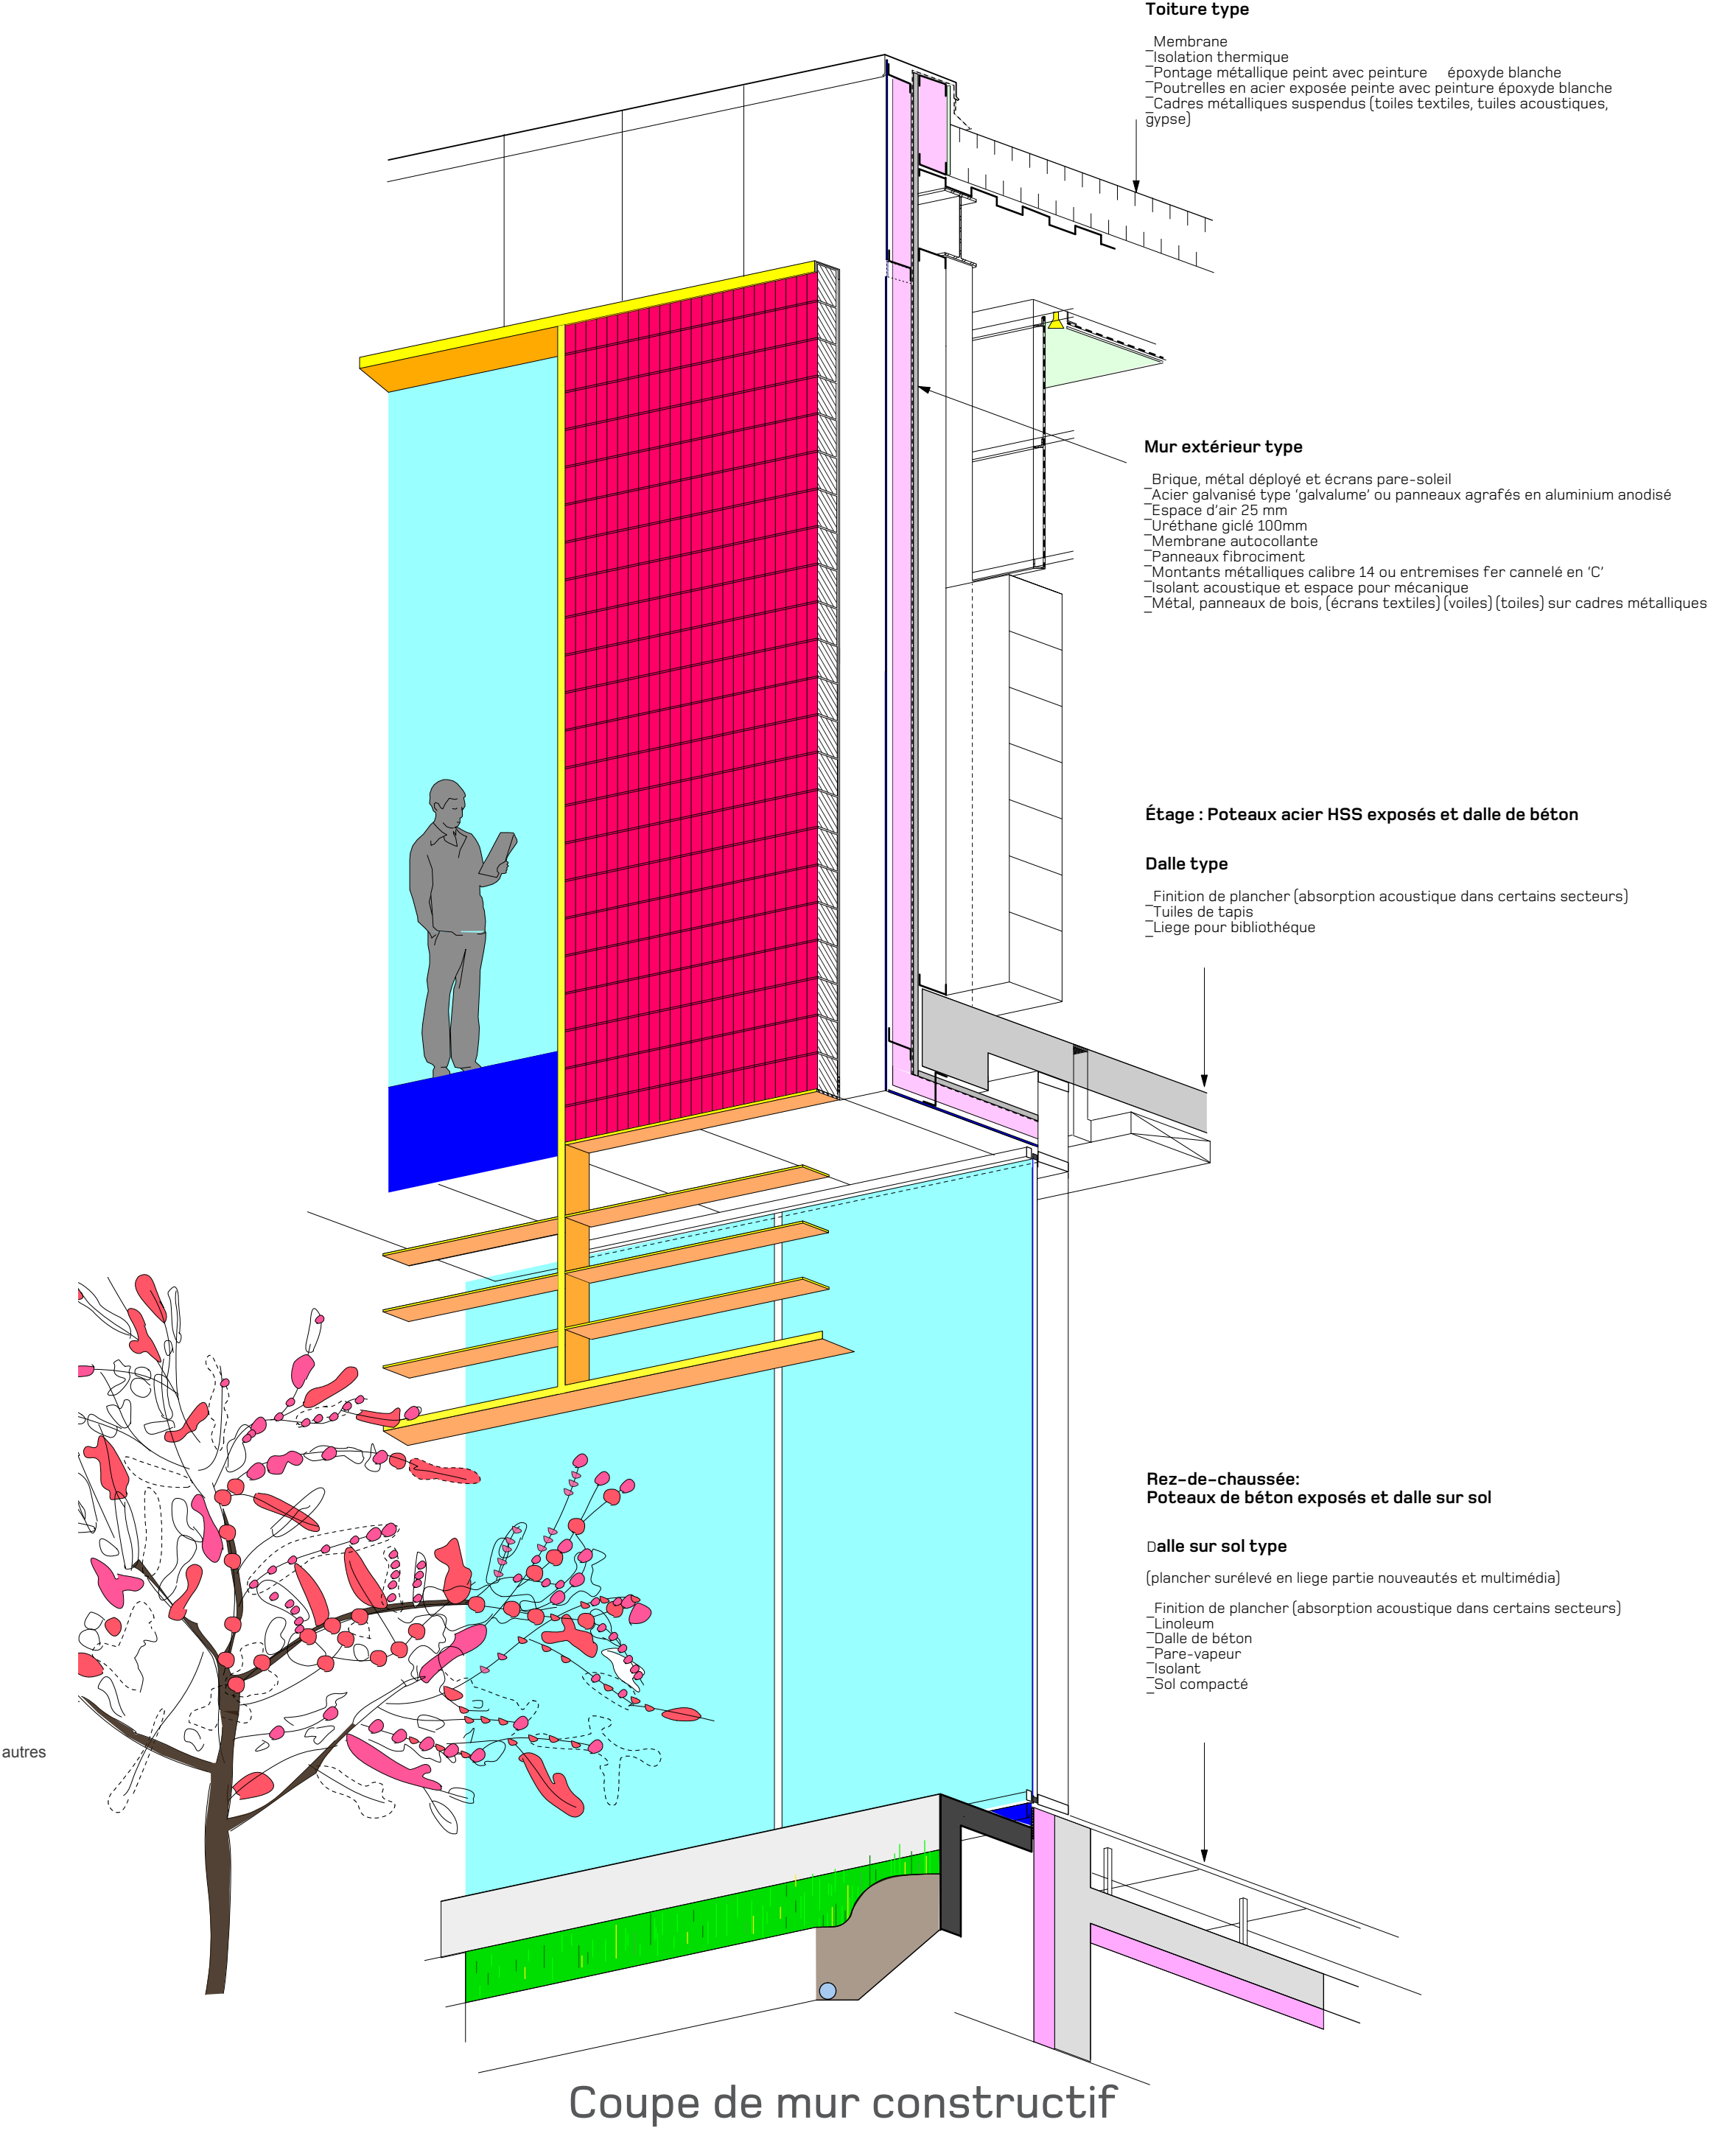 Toiture type
_Membrane
_Isolation thermique
_Pontage métallique peint avec peinture époxyde blanche
_Poutrelles en acier exposée peinte avec peinture époxyde blanche
_Cadres métalliques suspendus (toiles textiles, tuiles acoustiques,
gypse)
Mur extérieur type
_Brique, métal déployé et écrans pare-soleil
_Acier galvanisé type 'galvalume' ou panneaux agrafés en aluminium anodisé
_Espace d'air 25 mm
_Uréthane giclé 100mm
_Membrane autocollante
_Panneaux fibrociment
_Montants métalliques calibre 14 ou entremises fer cannelé en 'C'
_Isolant acoustique et espace pour mécanique
_Métal, panneaux de bois, (écrans textiles) (voiles) (toiles) sur cadres métalliques
Étage : Poteaux acier HSS exposés et dalle de béton
Dalle type
_Finition de plancher (absorption acoustique dans certains secteurs)
_Tuiles de tapis
_Liege pour bibliothéque
Rez-de-chaussée:
Poteaux de béton exposés et dalle sur sol
Dalle sur sol type
(plancher surélevé en liege partie nouveautés et multimédia)
_Finition de plancher (absorption acoustique dans certains secteurs)
_Linoleum
_Dalle de béton
_Pare-vapeur
_Isolant
_Sol compacté
autres
Coupe de mur constructif